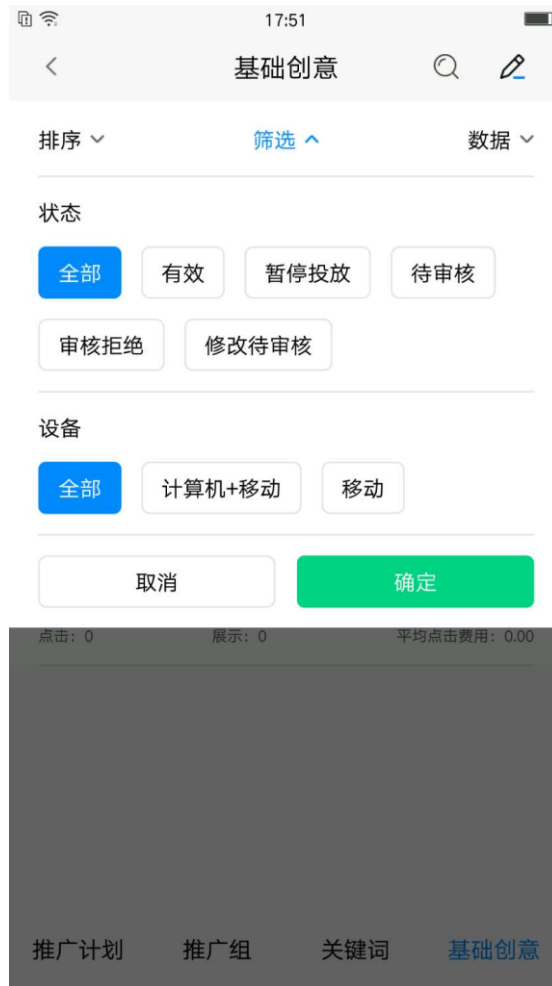 17:51
基础创意
排序 筛选 数据
状态
全部 有效 暂停投放 待审核
审核拒绝 修改待审核
设备
全部 计算机+移动 移动
取消 确定
点击：0 展示：0 平均点击费用：0.00
推广计划 推广组 关键词 基础创意